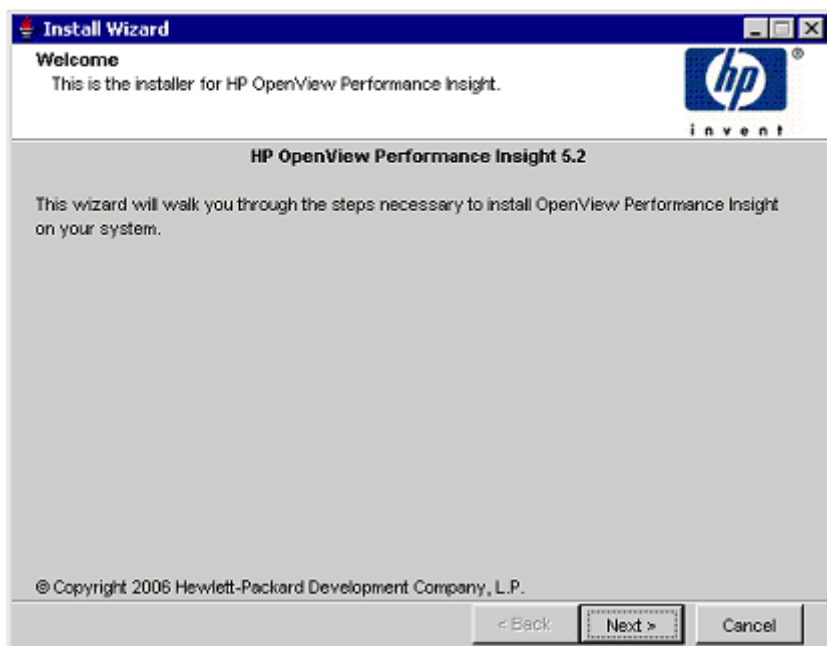 Install Wizard
Welcome
This is the installer for HP OpenView Performance Insight.
hp
®
invent
HP OpenView Performance Insight 5.2
This wizard will walk you through the steps necessary to install OpenView Performance Insight
on your system.
© Copyright 2006 Hewlett-Packard Development Company, L.P.
< Back
Next >
Cancel